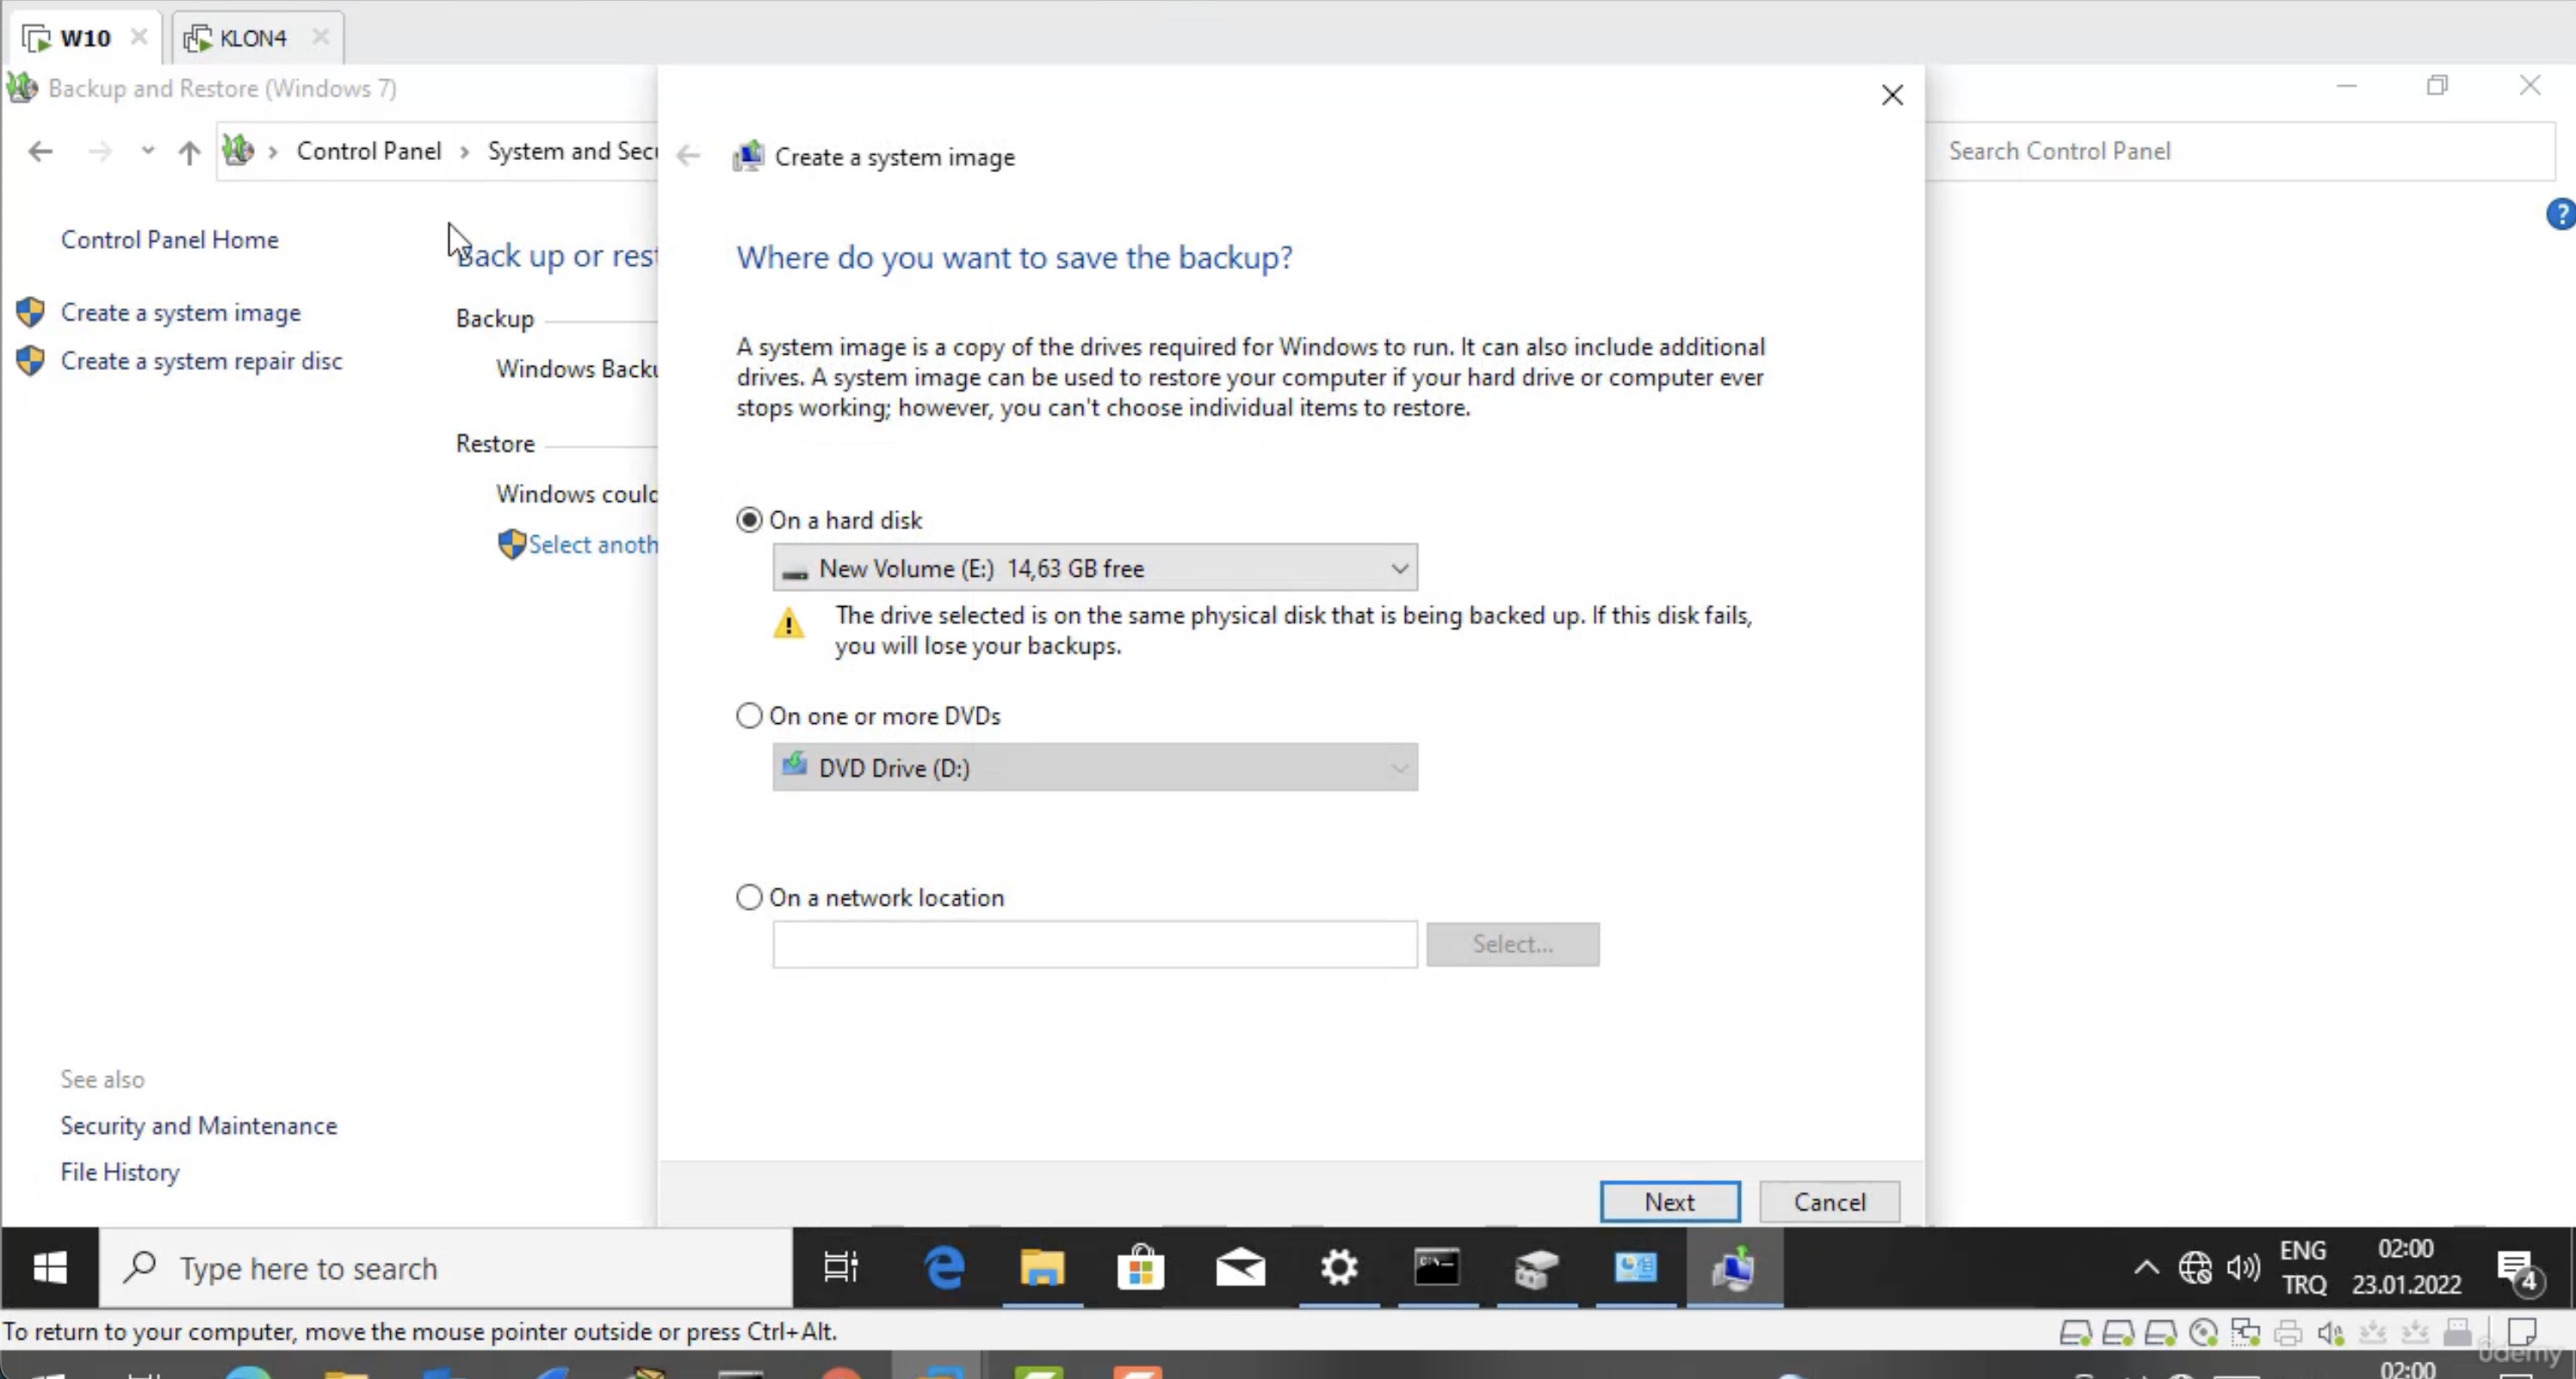 W10
KLON4
Backup and Restore (Windows 7)
Control Panel
System and Secu
Search Control Panel
Control Panel Home
Create a system image
Create a system repair disc
Back up or rest
Backup
Windows Backu
Restore
Windows could
Select anoth
See also
Security and Maintenance
File History
Create a system image
Where do you want to save the backup?
A system image is a copy of the drives required for Windows to run. It can also include additional
drives. A system image can be used to restore your computer if your hard drive or computer ever
stops working; however, you can't choose individual items to restore.
On a hard disk
New Volume (E:) 14,63 GB free
The drive selected is on the same physical disk that is being backed up. If this disk fails,
you will lose your backups.
On one or more DVDs
DVD Drive (D:)
On a network location
Select...
Next
Cancel
Type here to search
ENG
TRQ
02:00
23.01.2022
4
To return to your computer, move the mouse pointer outside or press Ctrl+Alt.
udemy
02:00